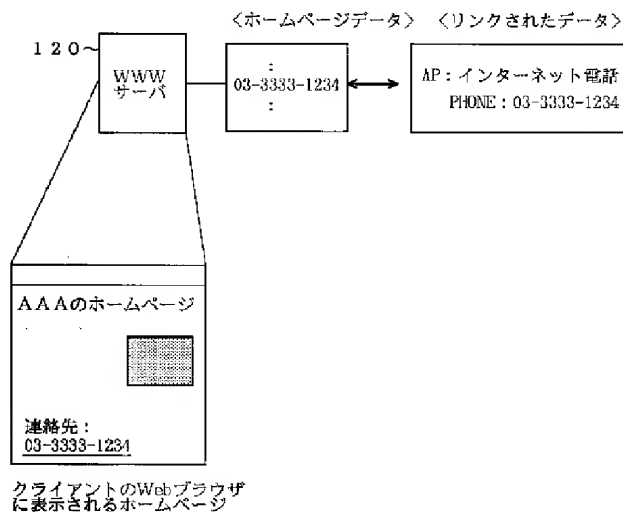 <ホームページデータ> <リンクされたデータ>
120~
WWW
サーバ
:
03-3333-1234
:
AP:インターネット電話
PHONE:03-3333-1234
AAAのホームページ
連絡先:
03-3333-1234
クライアントのWebブラウザ
に表示されるホームページ